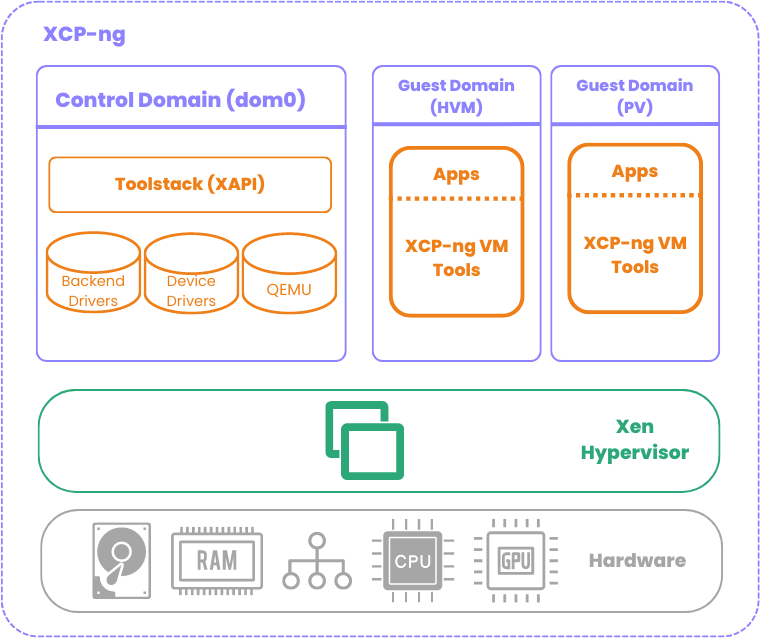 XCP-ng
Control Domain (dom0)
Toolstack (XAPI)
Backend
Drivers
Device
Drivers
QEMU
Guest Domain
(HVM)
Apps
XCP-ng VM
Tools
Guest Domain
(PV)
Apps
XCP-ng VM
Tools
Xen
Hypervisor
RAM
CPU
GPU
Hardware